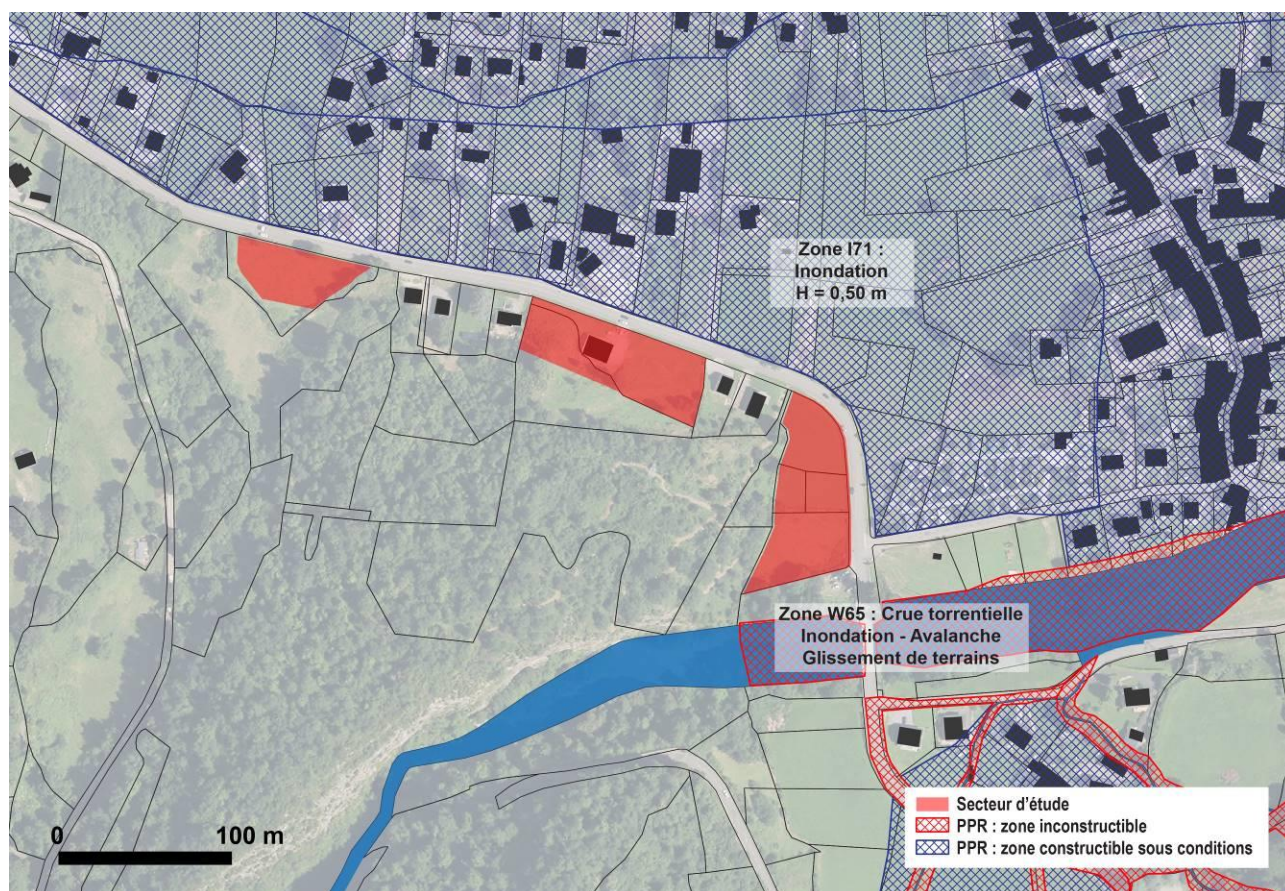 Zone I71 :
Inondation
H = 0,50 m
Zone W65 : Crue torrentielle
Inondation - Avalanche
Glissement de terrains
0
100 m
Secteur d'étude
PPR : zone inconstructible
PPR : zone constructible sous conditions